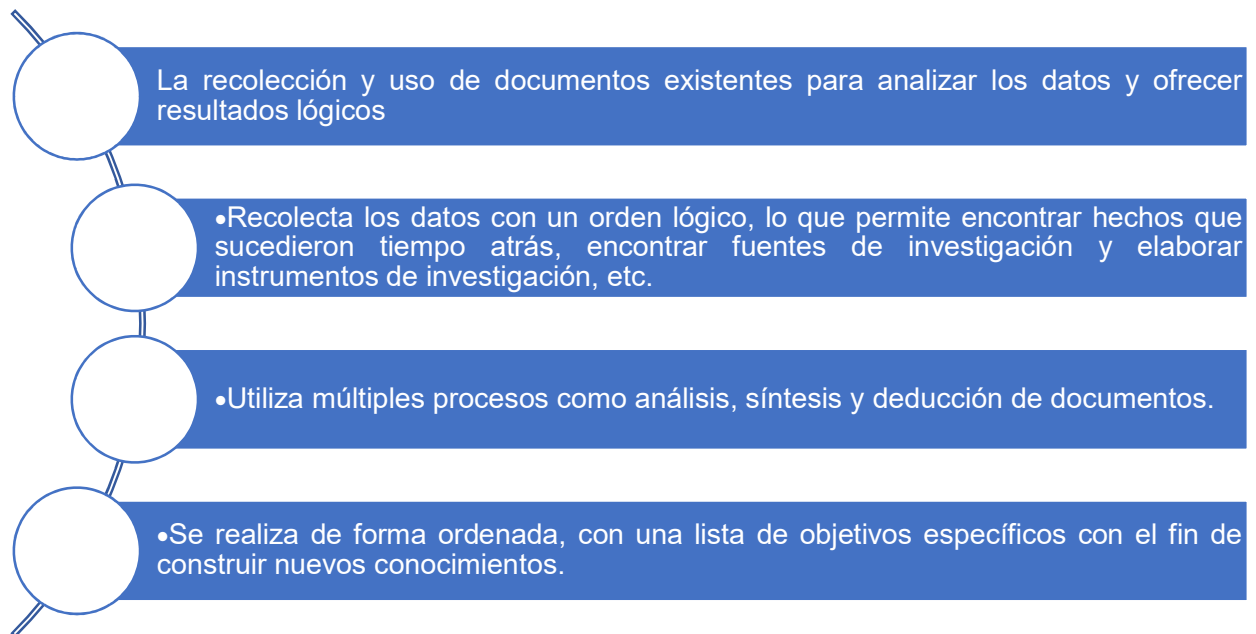 La recolección y uso de documentos existentes para analizar los datos y ofrecer
resultados lógicos
•Recolecta los datos con un orden lógico, lo que permite encontrar hechos que
sucedieron tiempo atrás, encontrar fuentes de investigación y elaborar
instrumentos de investigación, etc.
•Utiliza múltiples procesos como análisis, síntesis y deducción de documentos.
•Se realiza de forma ordenada, con una lista de objetivos específicos con el fin de
construir nuevos conocimientos.